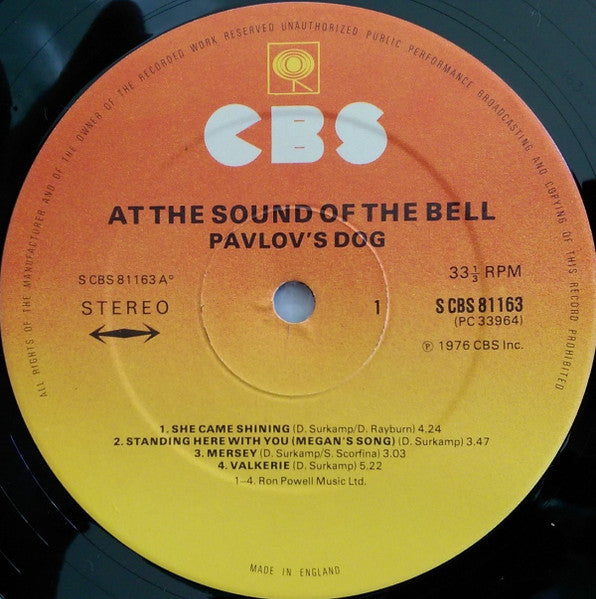 ALL RIGHTS OF THE MANUFACTURER AND OF THE OWNER OF THE RECORDED WORK RESERVED UNAUTHORIZED PUBLIC PERFORMANCE BROADCASTING AND COPYING OF THIS RECORD PROHIBITED
CBS
AT THE SOUND OF THE BELL
PAVLOV'S DOG
S CBS 81163 A°
33⅓ RPM
STEREO
1
S CBS 81163
(PC 33964)
℗ 1976 CBS Inc.
1. SHE CAME SHINING (D. Surkamp/D. Rayburn) 4.24
2. STANDING HERE WITH YOU (MEGAN'S SONG) (D. Surkamp) 3.47
3. MERSEY (D. Surkamp/S. Scorfina) 3.03
4. VALKERIE (D. Surkamp) 5.22
1–4. Ron Powell Music Ltd.
MADE IN ENGLAND